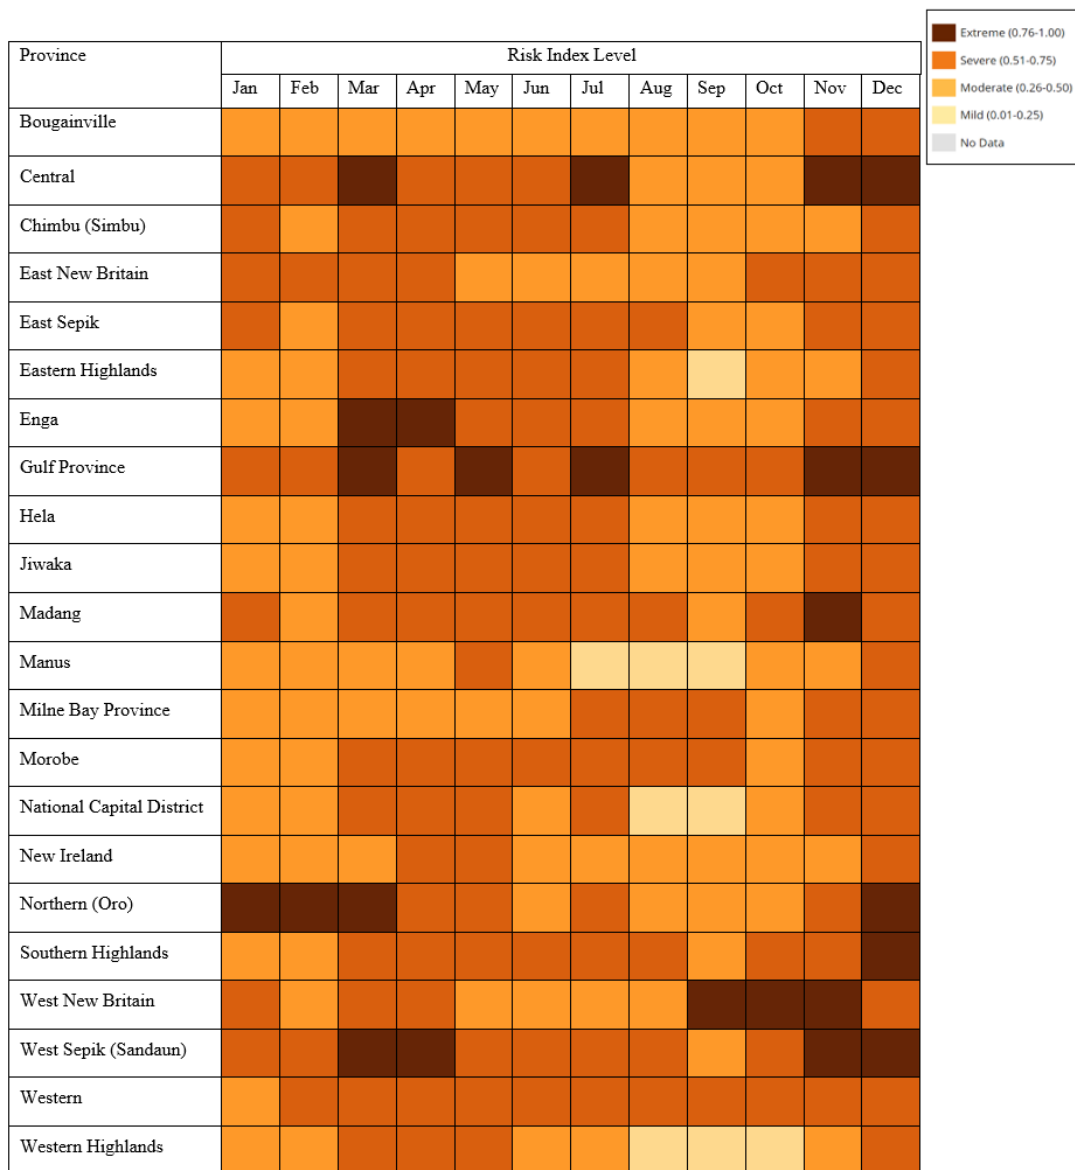 Extreme (0.76-1.00)
Severe (0.51-0.75)
Moderate (0.26-0.50)
Mild (0.01-0.25)
No Data
Province
Risk Index Level
Jan Feb Mar Apr May Jun Jul Aug Sep Oct Nov Dec
Bougainville
Central
Chimbu (Simbu)
East New Britain
East Sepik
Eastern Highlands
Enga
Gulf Province
Hela
Jiwaka
Madang
Manus
Milne Bay Province
Morobe
National Capital District
New Ireland
Northern (Oro)
Southern Highlands
West New Britain
West Sepik (Sandaun)
Western
Western Highlands